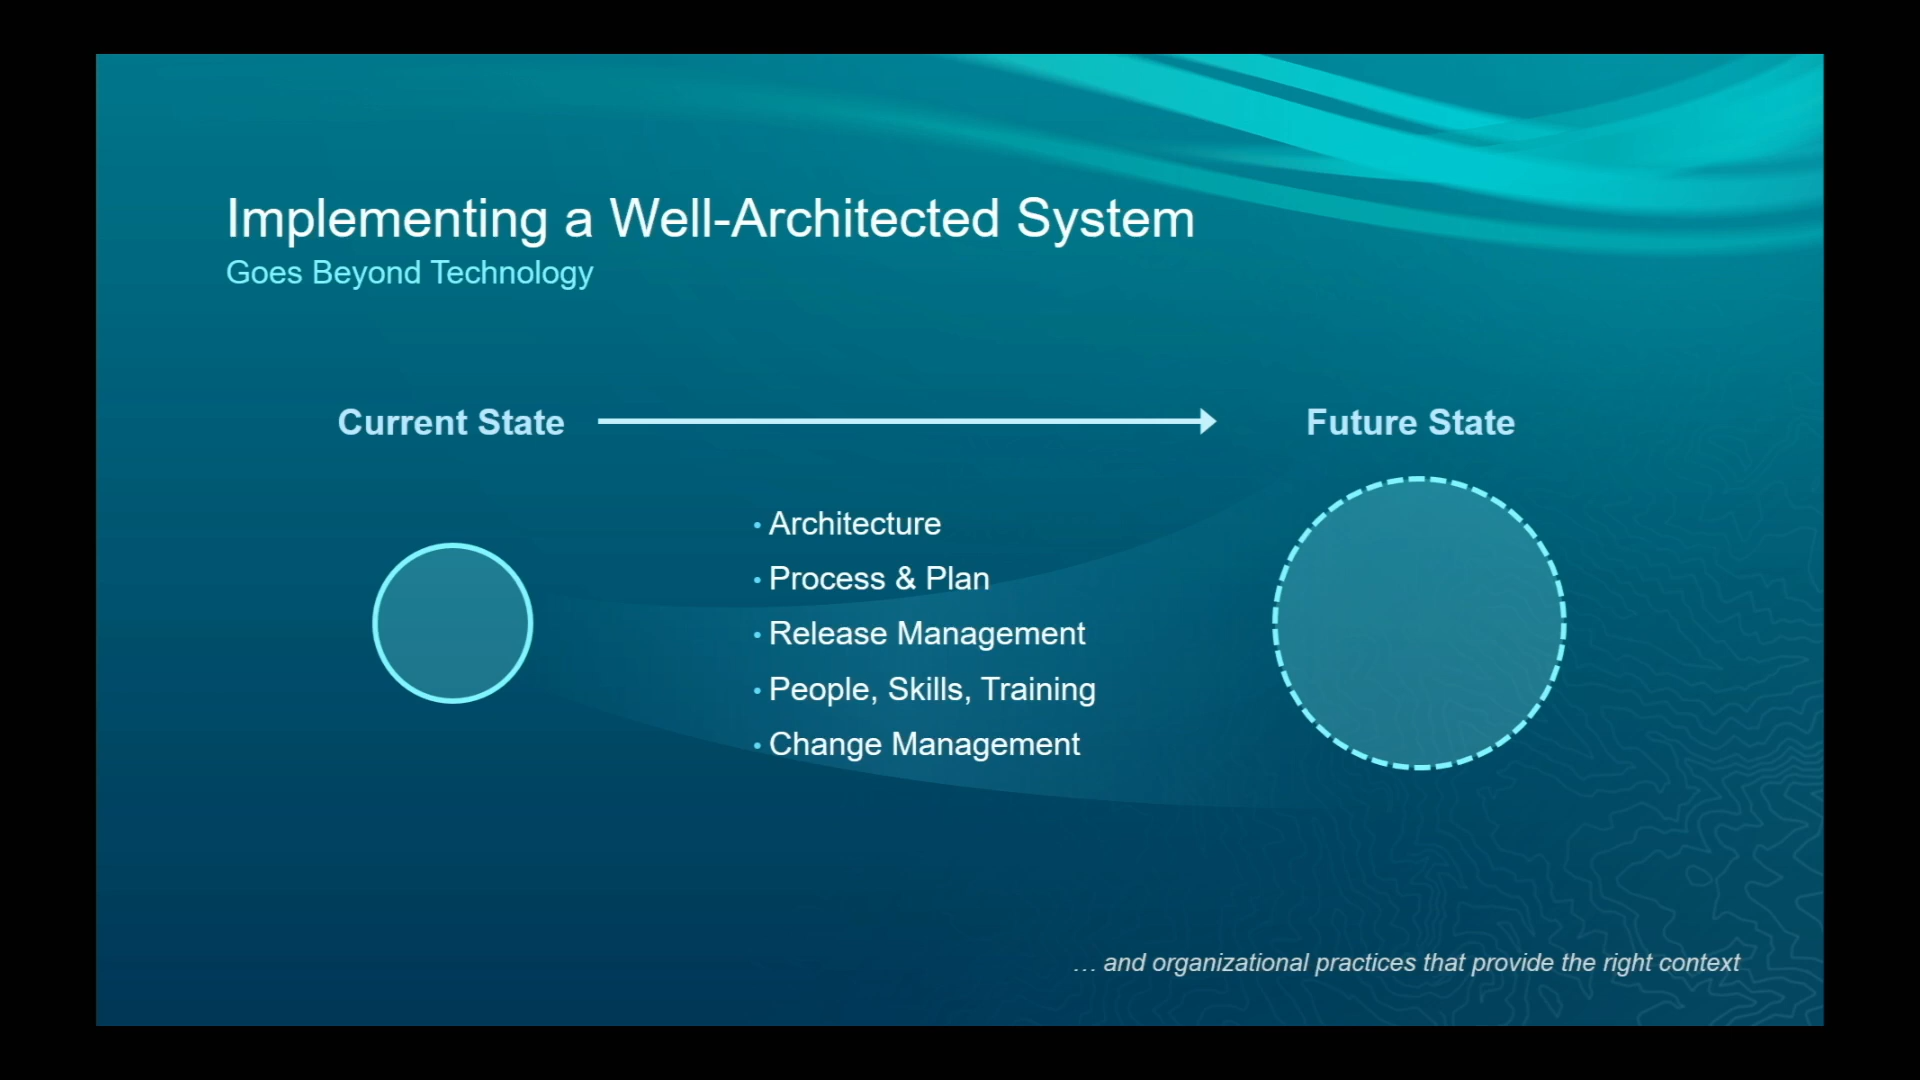 Implementing a Well-Architected System
Goes Beyond Technology
Current State
Future State
• Architecture
• Process & Plan
• Release Management
• People, Skills, Training
• Change Management
… and organizational practices that provide the right context